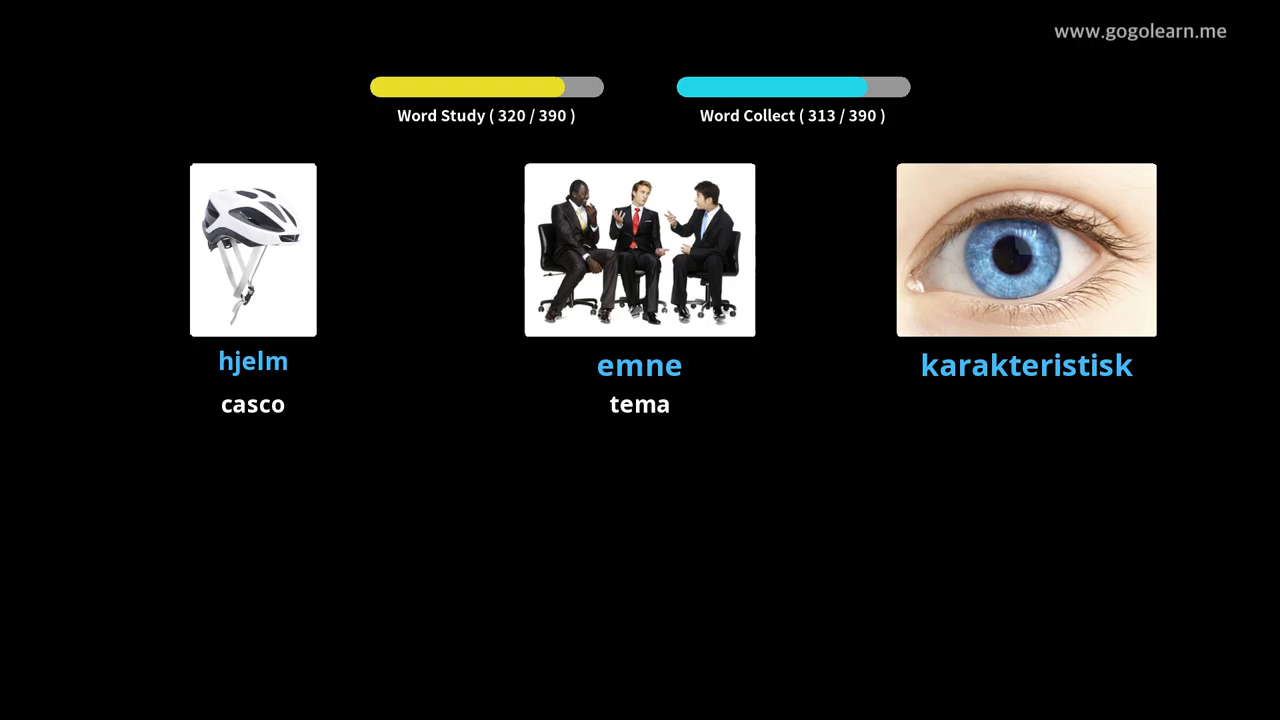 www.gogolearn.me
Word Study ( 320 / 390 )
Word Collect ( 313 / 390 )
hjelm
casco
emne
tema
karakteristisk